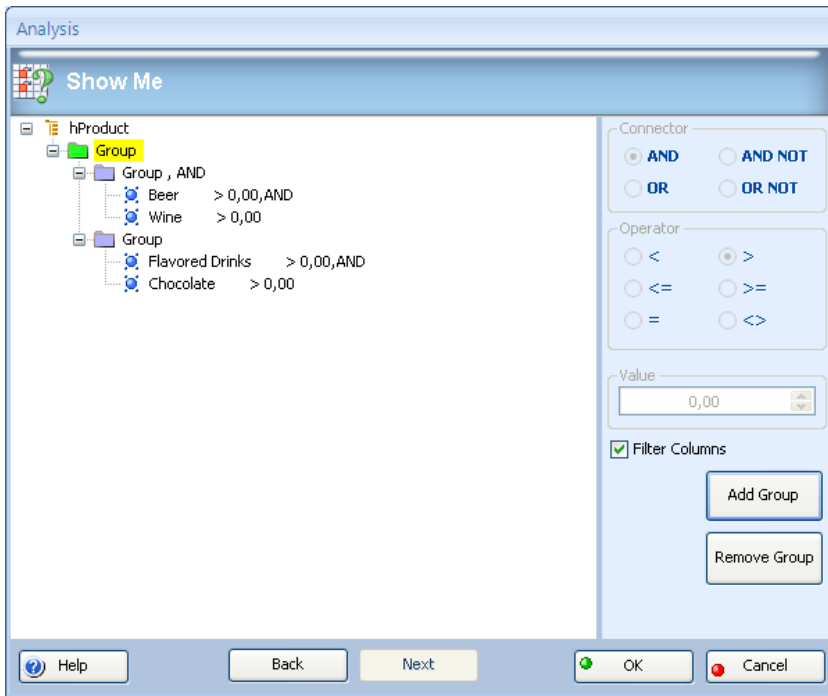 Analysis
Show Me
hProduct
Group
Group , AND
Beer > 0,00,AND
Wine > 0,00
Group
Flavored Drinks > 0,00,AND
Chocolate > 0,00
Connector
AND AND NOT
OR OR NOT
Operator
< >
<= >=
= <>
Value
0,00
Filter Columns
Add Group
Remove Group
Help Back Next OK Cancel